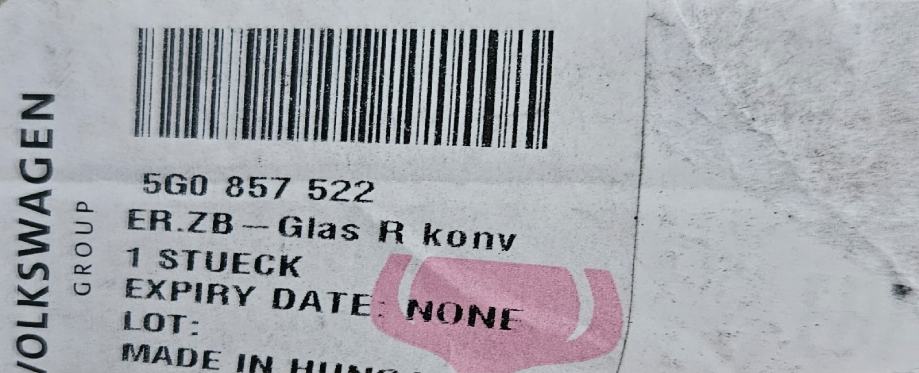 VOLKSWAGEN
GROUP
5G0 857 522
ER.ZB-Glas R konv
1 STUECK
EXPIRY DATE: NONE
LOT:
MADE IN